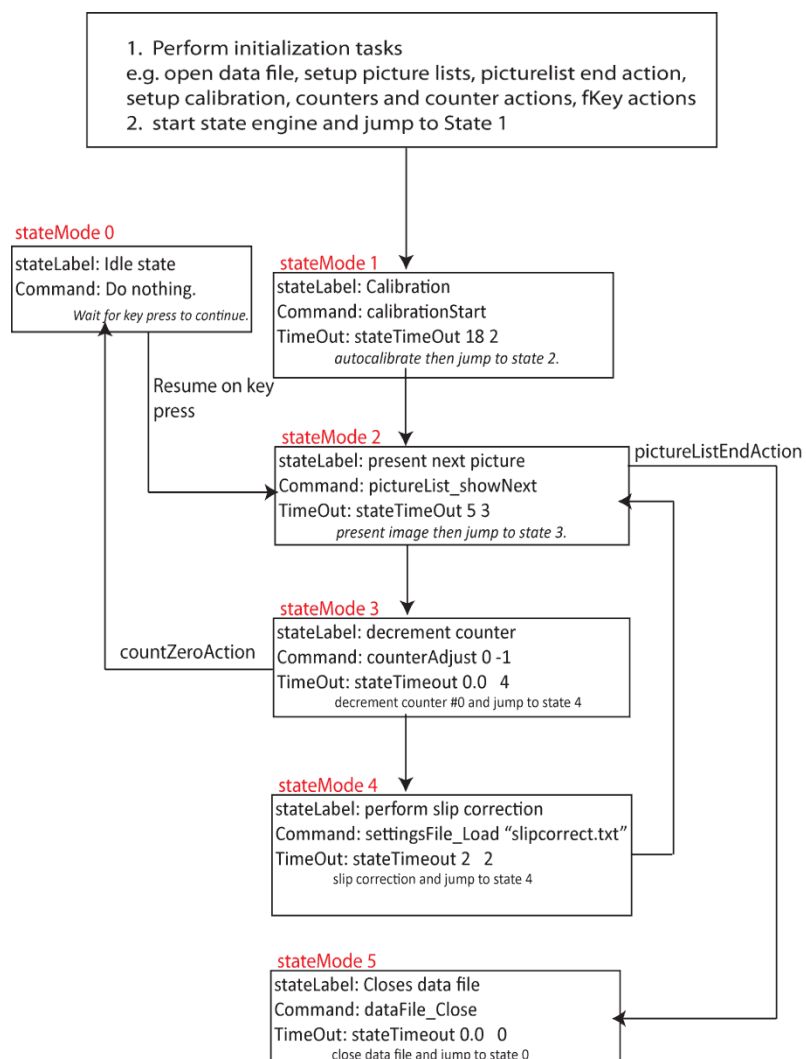 1. Perform initialization tasks
e.g. open data file, setup picture lists, picturelist end action,
setup calibration, counters and counter actions, fKey actions
2. start state engine and jump to State 1
stateMode 0
stateLabel: Idle state
Command: Do nothing.
Wait for key press to continue.
stateMode 1
stateLabel: Calibration
Command: calibrationStart
TimeOut: stateTimeOut 18 2
autocalibrate then jump to state 2.
Resume on key
press
stateMode 2
stateLabel: present next picture
Command: pictureList_showNext
TimeOut: stateTimeOut 5 3
present image then jump to state 3.
pictureListEndAction
stateMode 3
stateLabel: decrement counter
Command: counterAdjust 0 -1
TimeOut: stateTimeout 0.0 4
decrement counter #0 and jump to state 4
countZeroAction
stateMode 4
stateLabel: perform slip correction
Command: settingsFile_Load “slipcorrect.txt”
TimeOut: stateTimeout 2 2
slip correction and jump to state 4
stateMode 5
stateLabel: Closes data file
Command: dataFile_Close
TimeOut: stateTimeout 0.0 0
close data file and jump to state 0